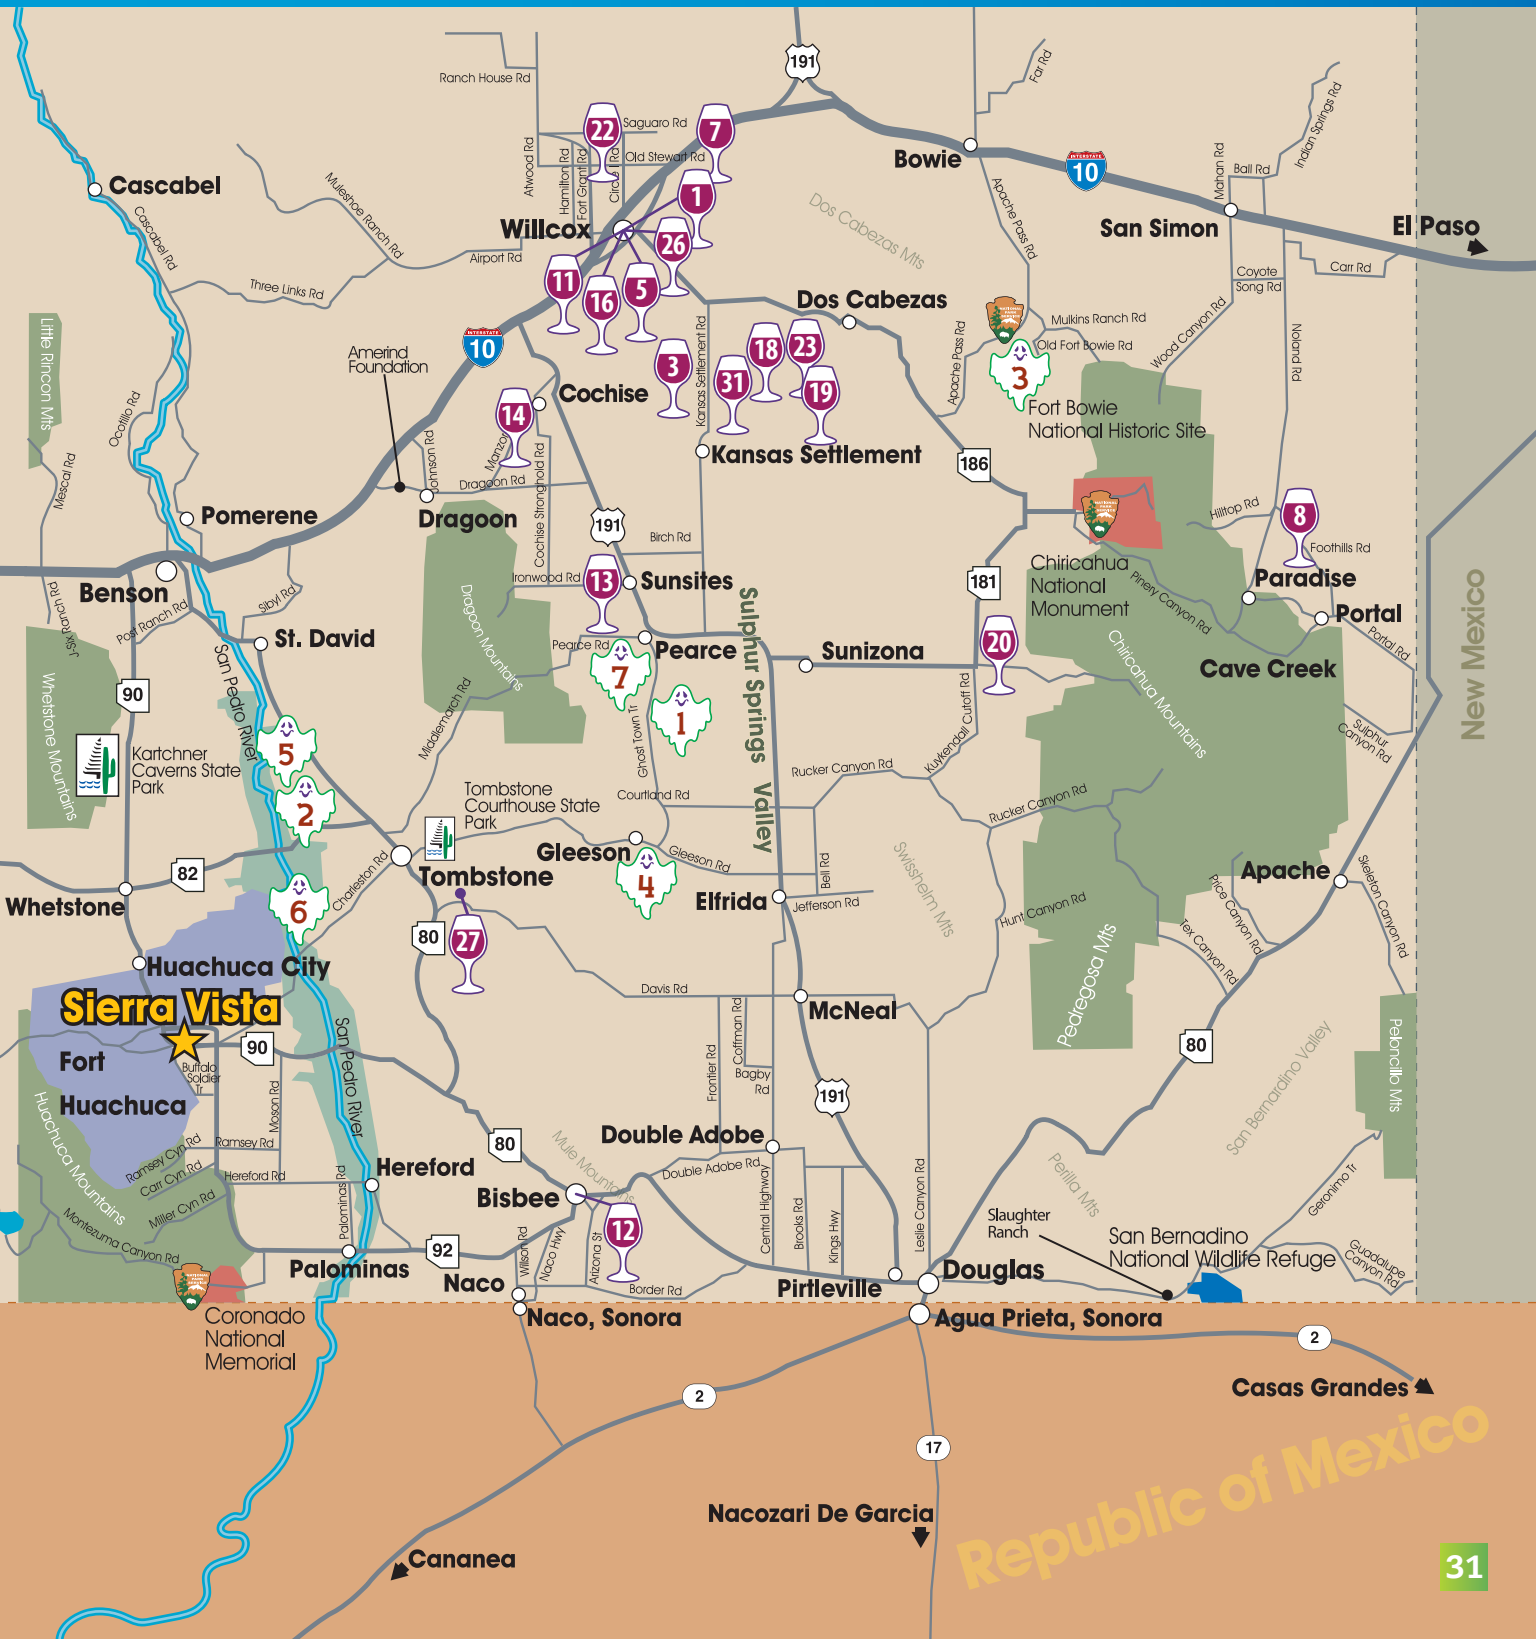 191
Ranch House Rd
Far Rd
22
Saguaro Rd
7
Atwood Rd
Hamilton Rd
Fort Grant Rd
Old Stewart Rd
Bowie
INTERSTATE
10
Mahan Rd
Ball Rd
Indian Springs Rd
Cascabel
Cascabel Rd
Muleshoe Ranch Rd
1
Apache Pass Rd
Dos Cabezas Mts
Willcox
26
San Simon
El Paso
Airport Rd
Three Links Rd
11
16
5
Coyote
Song Rd
Carr Rd
Dos Cabezas
Little Rincon Mts
INTERSTATE
10
Amerind
Foundation
Kansas Settlement Rd
3
31
18
23
19
Apache Pass Rd
NATIONAL
PARK
SERVICE
Mulkins Ranch Rd
Old Fort Bowie Rd
3
Wood Canyon Rd
Noland Rd
Cochise
14
Ocotillo Rd
Fort Bowie
National Historic Site
Johnson Rd
Kansas Settlement
186
Mescal Rd
Dragoon Rd
Cochise Stronghold Rd
Pomerene
Dragoon
191
NATIONAL
PARK
SERVICE
Hilltop Rd
8
Birch Rd
Foothills Rd
Chiricahua
National
Monument
Benson
Ironwood Rd
13
Sunsites
181
Pinery Canyon Rd
Paradise
J-Six Ranch Rd
Post Ranch Rd
Sibyl Rd
Dragoon Mountains
Sulphur Springs Valley
Portal
St. David
San Pedro River
Pearce Rd
Pearce
Sunizona
20
Chiricahua Mountains
Cave Creek
Portal Rd
New Mexico
90
Whetstone Mountains
7
1
Middlemarch Rd
Ghost Town Tr
Kuykendall Cutoff Rd
Sulphur
Canyon Rd
Kartchner
Caverns State
Park
5
2
Rucker Canyon Rd
Tombstone
Courthouse State
Park
Courtland Rd
Rucker Canyon Rd
Gleeson
Gleeson Rd
4
Bell Rd
Swisshelm Mts
82
Charleston Rd
Tombstone
Apache
Skeleton Canyon Rd
Whetstone
6
Elfrida
Jefferson Rd
Hunt Canyon Rd
Price Canyon Rd
Tex Canyon Rd
80
27
Huachuca City
Pedregosa Mts
Sierra Vista
Davis Rd
McNeal
90
San Pedro River
Coffman Rd
Frontier Rd
Bagby
Rd
80
San Bernardino Valley
Peloncillo Mts
Fort
Huachuca
Buffalo
Soldier
Tr
Moson Rd
191
Huachuca Mountains
Ramsey Cyn Rd
Ramsey Rd
Carr Cyn Rd
Hereford Rd
Miller Cyn Rd
Montezuma Canyon Rd
80
Mule Mountains
Double Adobe
Double Adobe Rd
Hereford
Palominas Rd
Bisbee
12
Central Highway
Brooks Rd
Kings Hwy
Leslie Canyon Rd
Perilla Mts
Geronimo Tr
Slaughter
Ranch
San Bernadino
National Wildlife Refuge
Guadalupe
Canyon Rd
92
Wilson Rd
Naco Hwy
Arizona St
Palominas
Naco
Border Rd
Pirtleville
Douglas
NATIONAL
PARK
SERVICE
Coronado
National
Memorial
Naco, Sonora
Agua Prieta, Sonora
2
2
Casas Grandes
17
Republic of Mexico
Nacozari De Garcia
Cananea
31